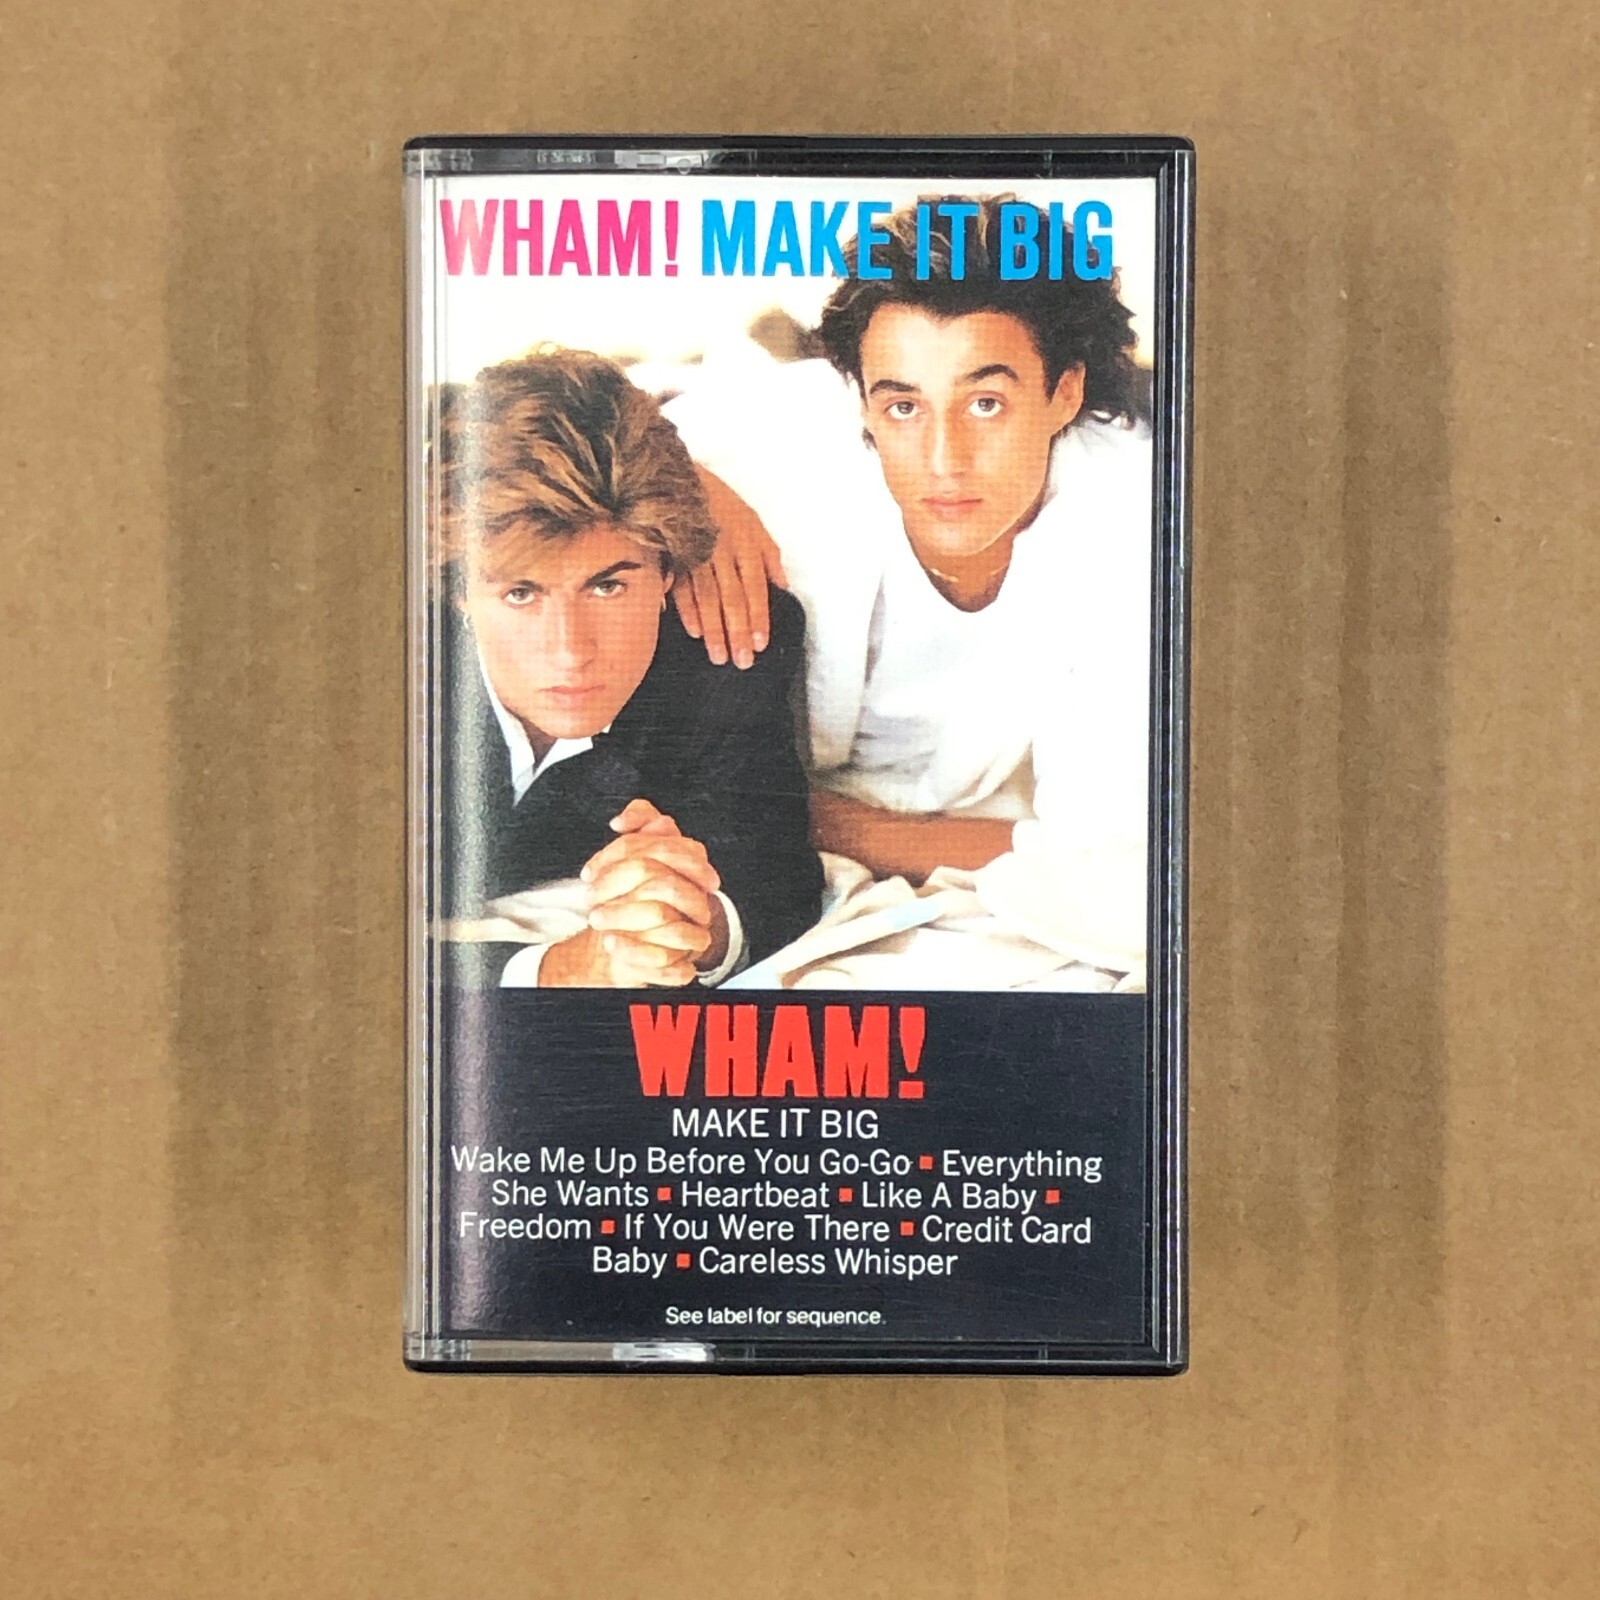 WHAM! MAKE IT BIG
WHAM!
MAKE IT BIG
Wake Me Up Before You Go-Go ▪ Everything
She Wants ▪ Heartbeat ▪ Like A Baby ▪
Freedom ▪ If You Were There ▪ Credit Card
Baby ▪ Careless Whisper
See label for sequence.